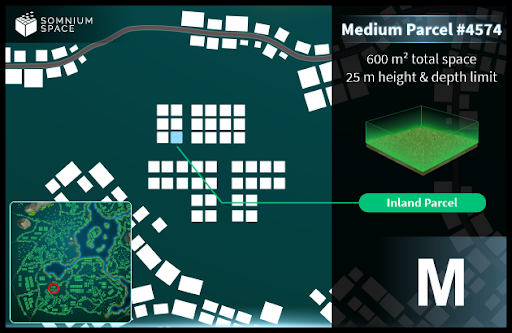 SOMNIUM
SPACE
Medium Parcel #4574
600 m² total space
25 m height & depth limit
Inland Parcel
M